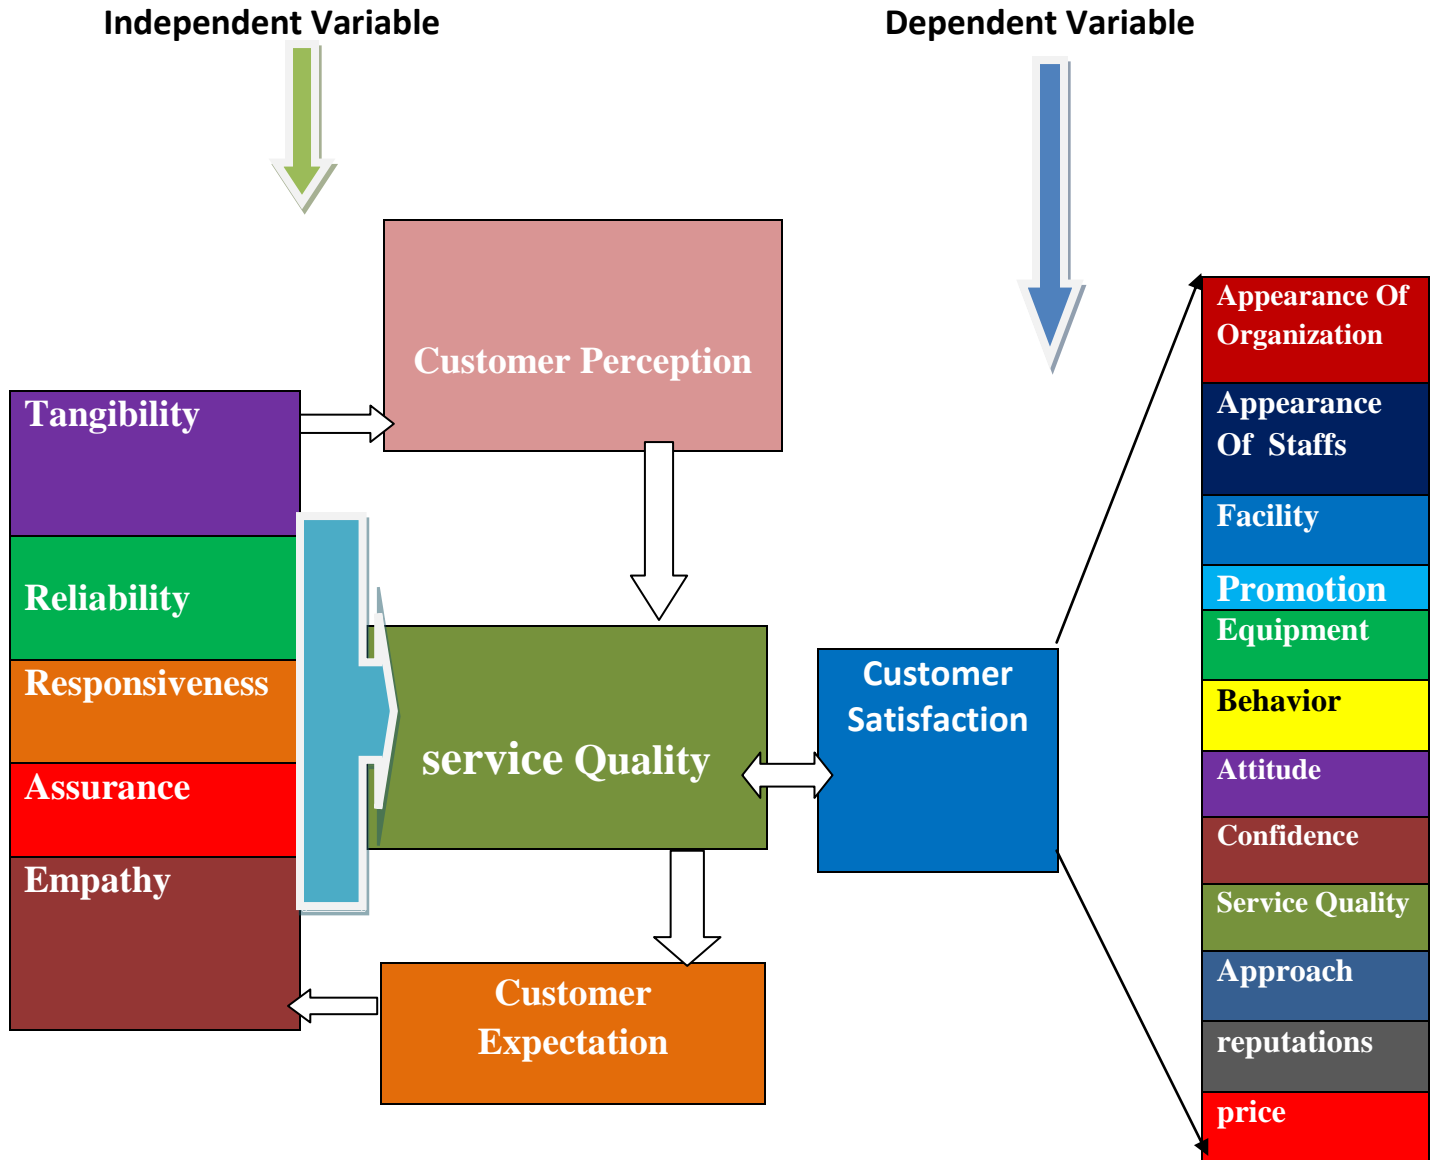 Independent Variable
Dependent Variable
Customer Perception
Tangibility
Reliability
Responsiveness
Assurance
Empathy
service Quality
Customer
Satisfaction
Customer
Expectation
Appearance Of
Organization
Appearance
Of Staffs
Facility
Promotion
Equipment
Behavior
Attitude
Confidence
Service Quality
Approach
reputations
price